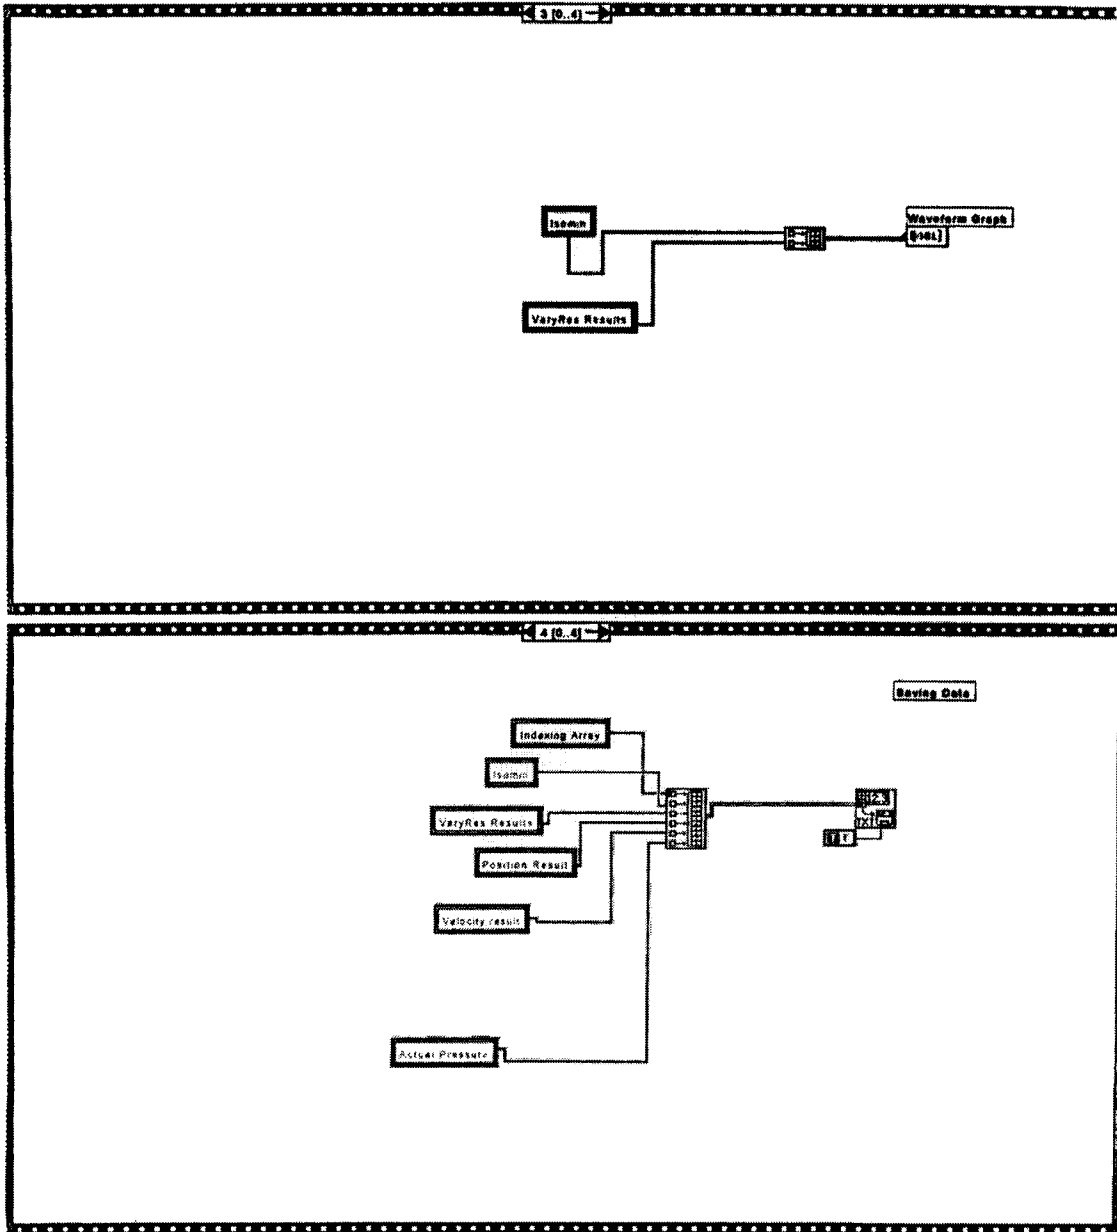 3 [0..4]
Isomin
Waveform Graph
VaryRes Results
4 [0..4]
Saving Data
Indexing Array
Isomin
VaryRes Results
Position Result
Velocity result
Actual Pressure